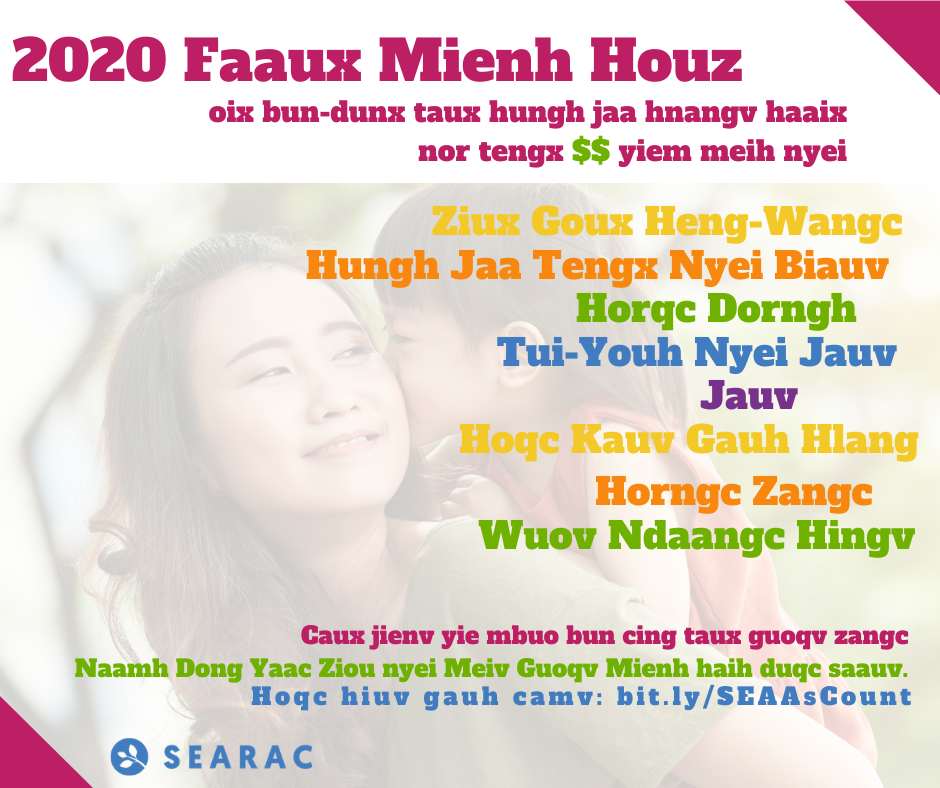 2020 Faaux Mienh Houz
oix bun-dunx taux hungh jaa hnangv haaix
nor tengx $$ yiem meih nyei
Ziux Goux Heng-Wangc
Hungh Jaa Tengx Nyei Biauv
Horqc Dorngh
Tui-Youh Nyei Jauv
Jauv
Hoqc Kauv Gauh Hlang
Horngc Zangc
Wuov Ndaangc Hingv
Caux jienv yie mbuo bun cing taux guoqv zangc
Naamh Dong Yaac Ziou nyei Meiv Guoqv Mienh haih duqc saauv.
Hoqc hiuv gauh camv: bit.ly/SEAAsCount
SEARAC